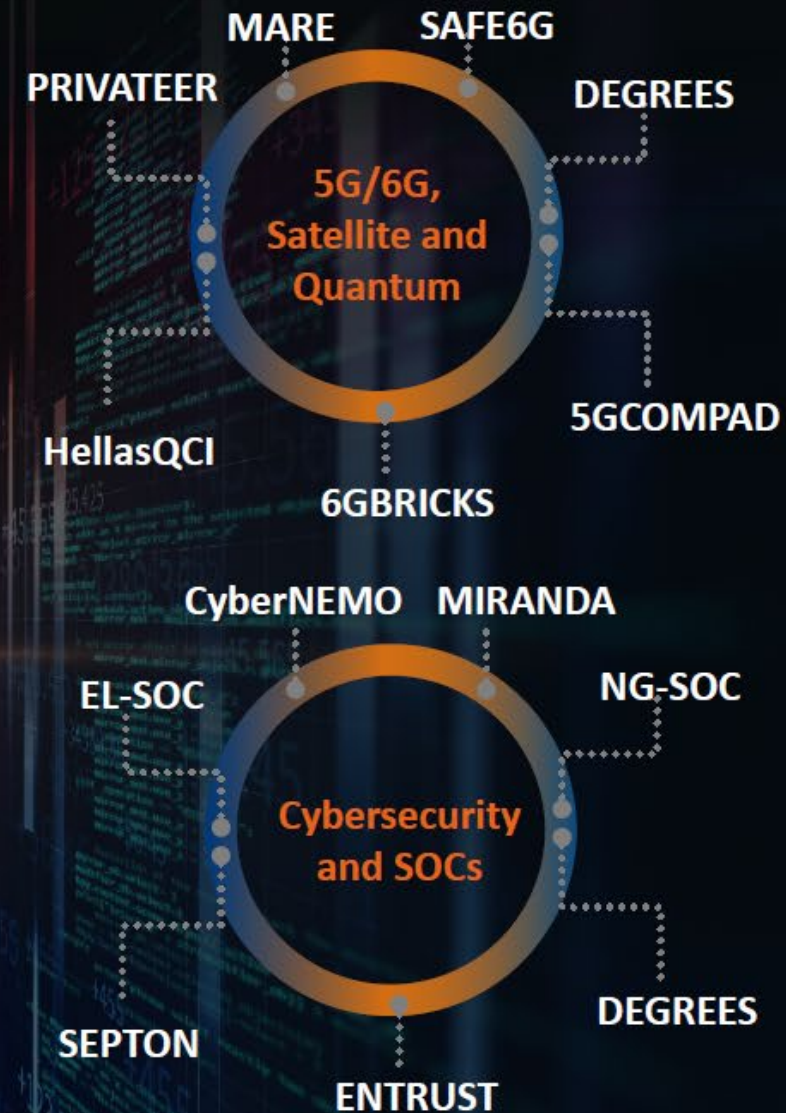 MARE
SAFE6G
PRIVATEER
DEGREES
5G/6G,
Satellite and
Quantum
5GCOMPAD
HellasQCI
6GBRICKS
CyberNEMO
MIRANDA
EL-SOC
NG-SOC
Cybersecurity
and SOCs
DEGREES
SEPTON
ENTRUST